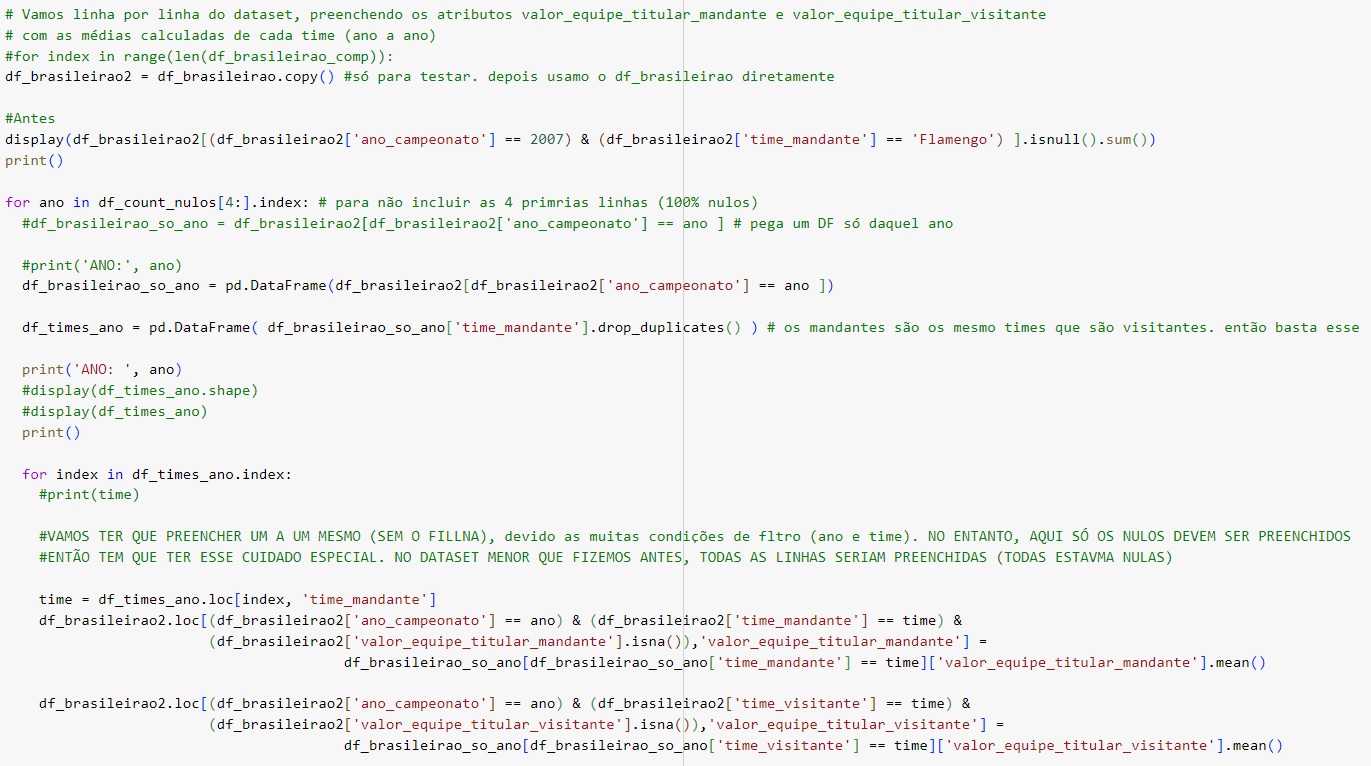 # Vamos linha por linha do dataset, preenchendo os atributos valor_equipe_titular_mandante e valor_equipe_titular_visitante
# com as médias calculadas de cada time (ano a ano)
#for index in range(len(df_brasileirao_comp)):
df_brasileirao2 = df_brasileirao.copy() #só para testar. depois usamo o df_brasileirao diretamente
#Antes
display(df_brasileirao2[(df_brasileirao2['ano_campeonato'] == 2007) & (df_brasileirao2['time_mandante'] == 'Flamengo') ].isnull().sum())
print()
for ano in df_count_nulos[4:].index: # para não incluir as 4 primrias linhas (100% nulos)
#df_brasileirao_so_ano = df_brasileirao2[df_brasileirao2['ano_campeonato'] == ano ] # pega um DF só daquel ano
#print('ANO:', ano)
df_brasileirao_so_ano = pd.DataFrame(df_brasileirao2[df_brasileirao2['ano_campeonato'] == ano ])
df_times_ano = pd.DataFrame( df_brasileirao_so_ano['time_mandante'].drop_duplicates() ) # os mandantes são os mesmo times que são visitantes. então basta esse
print('ANO: ', ano)
#display(df_times_ano.shape)
#display(df_times_ano)
print()
for index in df_times_ano.index:
#print(time)
#VAMOS TER QUE PREENCHER UM A UM MESMO (SEM O FILLNA), devido as muitas condições de fltro (ano e time). NO ENTANTO, AQUI SÓ OS NULOS DEVEM SER PREENCHIDOS
#ENTÃO TEM QUE TER ESSE CUIDADO ESPECIAL. NO DATASET MENOR QUE FIZEMOS ANTES, TODAS AS LINHAS SERIAM PREENCHIDAS (TODAS ESTAVMA NULAS)
time = df_times_ano.loc[index, 'time_mandante']
df_brasileirao2.loc[(df_brasileirao2['ano_campeonato'] == ano) & (df_brasileirao2['time_mandante'] == time) &
(df_brasileirao2['valor_equipe_titular_mandante'].isna()),'valor_equipe_titular_mandante'] =
df_brasileirao_so_ano[df_brasileirao_so_ano['time_mandante'] == time]['valor_equipe_titular_mandante'].mean()
df_brasileirao2.loc[(df_brasileirao2['ano_campeonato'] == ano) & (df_brasileirao2['time_visitante'] == time) &
(df_brasileirao2['valor_equipe_titular_visitante'].isna()),'valor_equipe_titular_visitante'] =
df_brasileirao_so_ano[df_brasileirao_so_ano['time_visitante'] == time]['valor_equipe_titular_visitante'].mean()